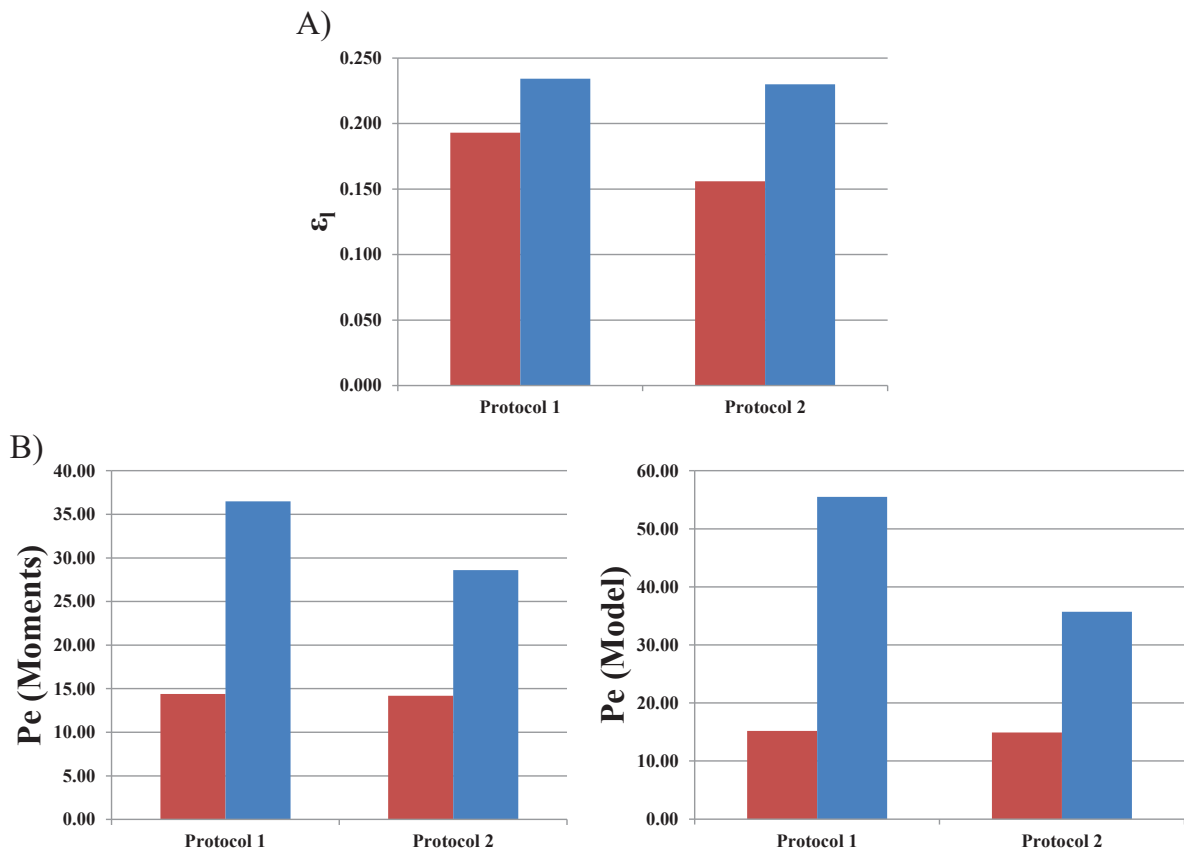 A)
0.250
0.200
0.150
0.100
0.050
0.000
εl
Protocol 1
Protocol 2
B)
40.00
35.00
30.00
25.00
20.00
15.00
10.00
5.00
0.00
Pe (Moments)
Protocol 1
Protocol 2
60.00
50.00
40.00
30.00
20.00
10.00
0.00
Pe (Model)
Protocol 1
Protocol 2